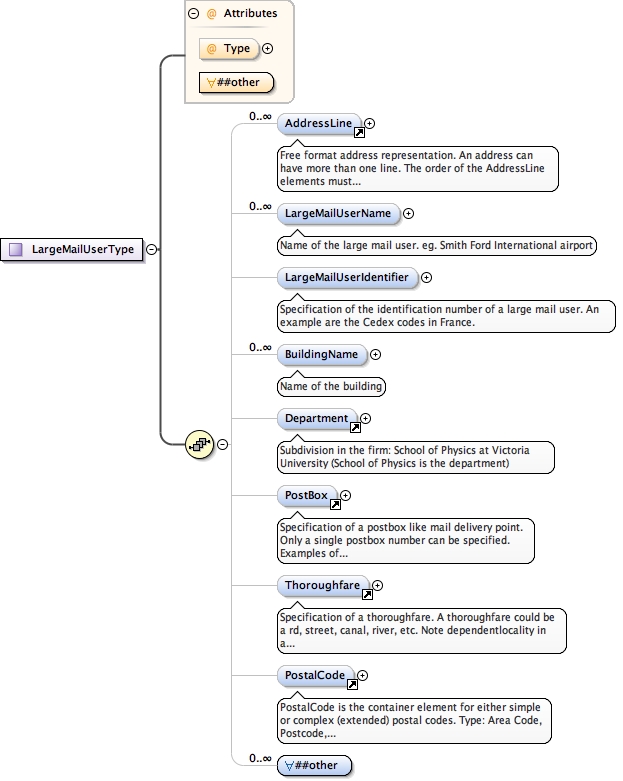 @ Attributes
@ Type
∀##other
0..∞
AddressLine
Free format address representation. An address can
have more than one line. The order of the AddressLine
elements must...
0..∞
LargeMailUserName
Name of the large mail user. eg. Smith Ford International airport
LargeMailUserType
LargeMailUserIdentifier
Specification of the identification number of a large mail user. An
example are the Cedex codes in France.
0..∞
BuildingName
Name of the building
Department
Subdivision in the firm: School of Physics at Victoria
University (School of Physics is the department)
PostBox
Specification of a postbox like mail delivery point.
Only a single postbox number can be specified.
Examples of...
Thoroughfare
Specification of a thoroughfare. A thoroughfare could be
a rd, street, canal, river, etc. Note dependentlocality in
a...
PostalCode
PostalCode is the container element for either simple
or complex (extended) postal codes. Type: Area Code,
Postcode,...
0..∞
∀##other